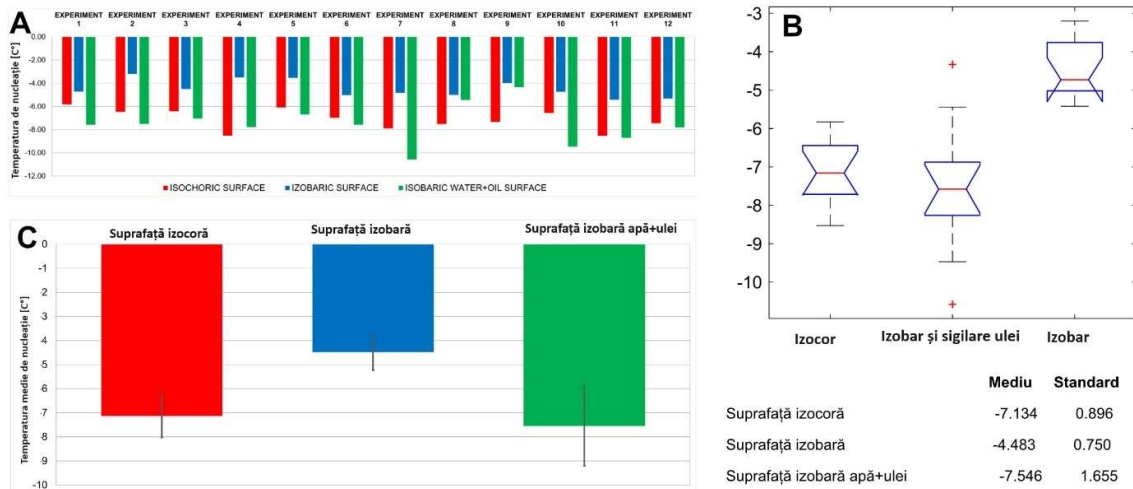 A
EXPERIMENT 1 EXPERIMENT 2 EXPERIMENT 3 EXPERIMENT 4 EXPERIMENT 5 EXPERIMENT 6 EXPERIMENT 7 EXPERIMENT 8 EXPERIMENT 9 EXPERIMENT 10 EXPERIMENT 11 EXPERIMENT 12
Temperatura de nucleație [C°]
0.00
-2.00
-4.00
-6.00
-8.00
-10.00
-12.00
ISOCHORIC SURFACE IZOBARIC SURFACE ISOBARIC WATER+OIL SURFACE
B
-3
-4
-5
-6
-7
-8
-9
-10
Izocor Izobar și sigilare ulei Izobar
C
Suprafață izocoră Suprafață izobară Suprafață izobară apă+ulei
Temperatura medie de nucleație [C°]
0
-1
-2
-3
-4
-5
-6
-7
-8
-9
-10
Mediu Standard
Suprafață izocoră -7.134 0.896
Suprafață izobară -4.483 0.750
Suprafață izobară apă+ulei -7.546 1.655